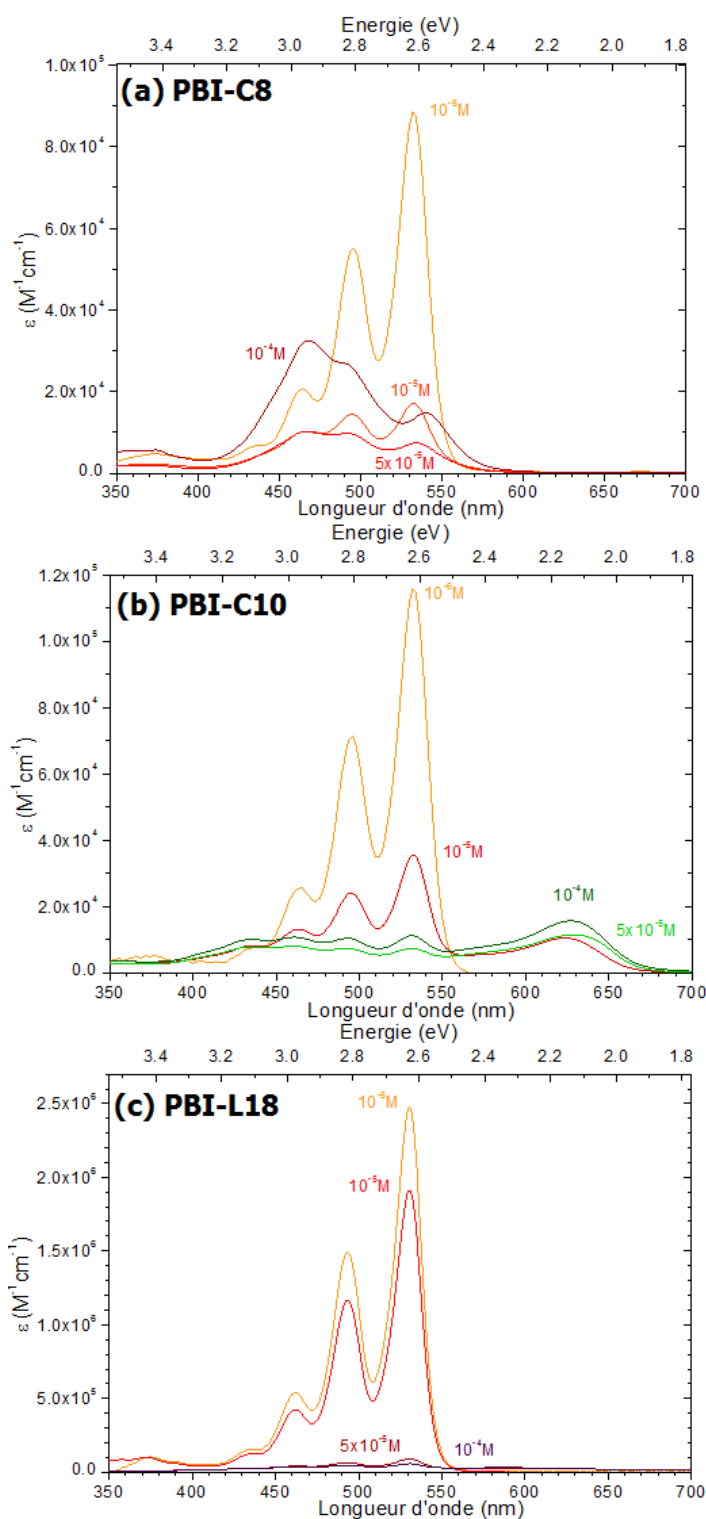 Energie (eV)
3.4 3.2 3.0 2.8 2.6 2.4 2.2 2.0 1.8
(a) PBI-C8
1.0x10⁵
8.0x10⁴
6.0x10⁴
4.0x10⁴
2.0x10⁴
0.0
ε (M⁻¹cm⁻¹)
10⁻⁶M
10⁻⁴M
10⁻⁵M
5x10⁻⁵M
350 400 450 500 550 600 650 700
Longueur d'onde (nm)
Energie (eV)
3.4 3.2 3.0 2.8 2.6 2.4 2.2 2.0 1.8
(b) PBI-C10
1.2x10⁵
1.0x10⁵
8.0x10⁴
6.0x10⁴
4.0x10⁴
2.0x10⁴
0.0
ε (M⁻¹cm⁻¹)
10⁻⁶M
10⁻⁵M
10⁻⁴M
5x10⁻⁵M
350 400 450 500 550 600 650 700
Longueur d'onde (nm)
Energie (eV)
3.4 3.2 3.0 2.8 2.6 2.4 2.2 2.0 1.8
(c) PBI-L18
2.5x10⁶
2.0x10⁶
1.5x10⁶
1.0x10⁶
5.0x10⁵
0.0
ε (M⁻¹cm⁻¹)
10⁻⁶M
10⁻⁵M
5x10⁻⁵M
10⁻⁴M
350 400 450 500 550 600 650 700
Longueur d'onde (nm)